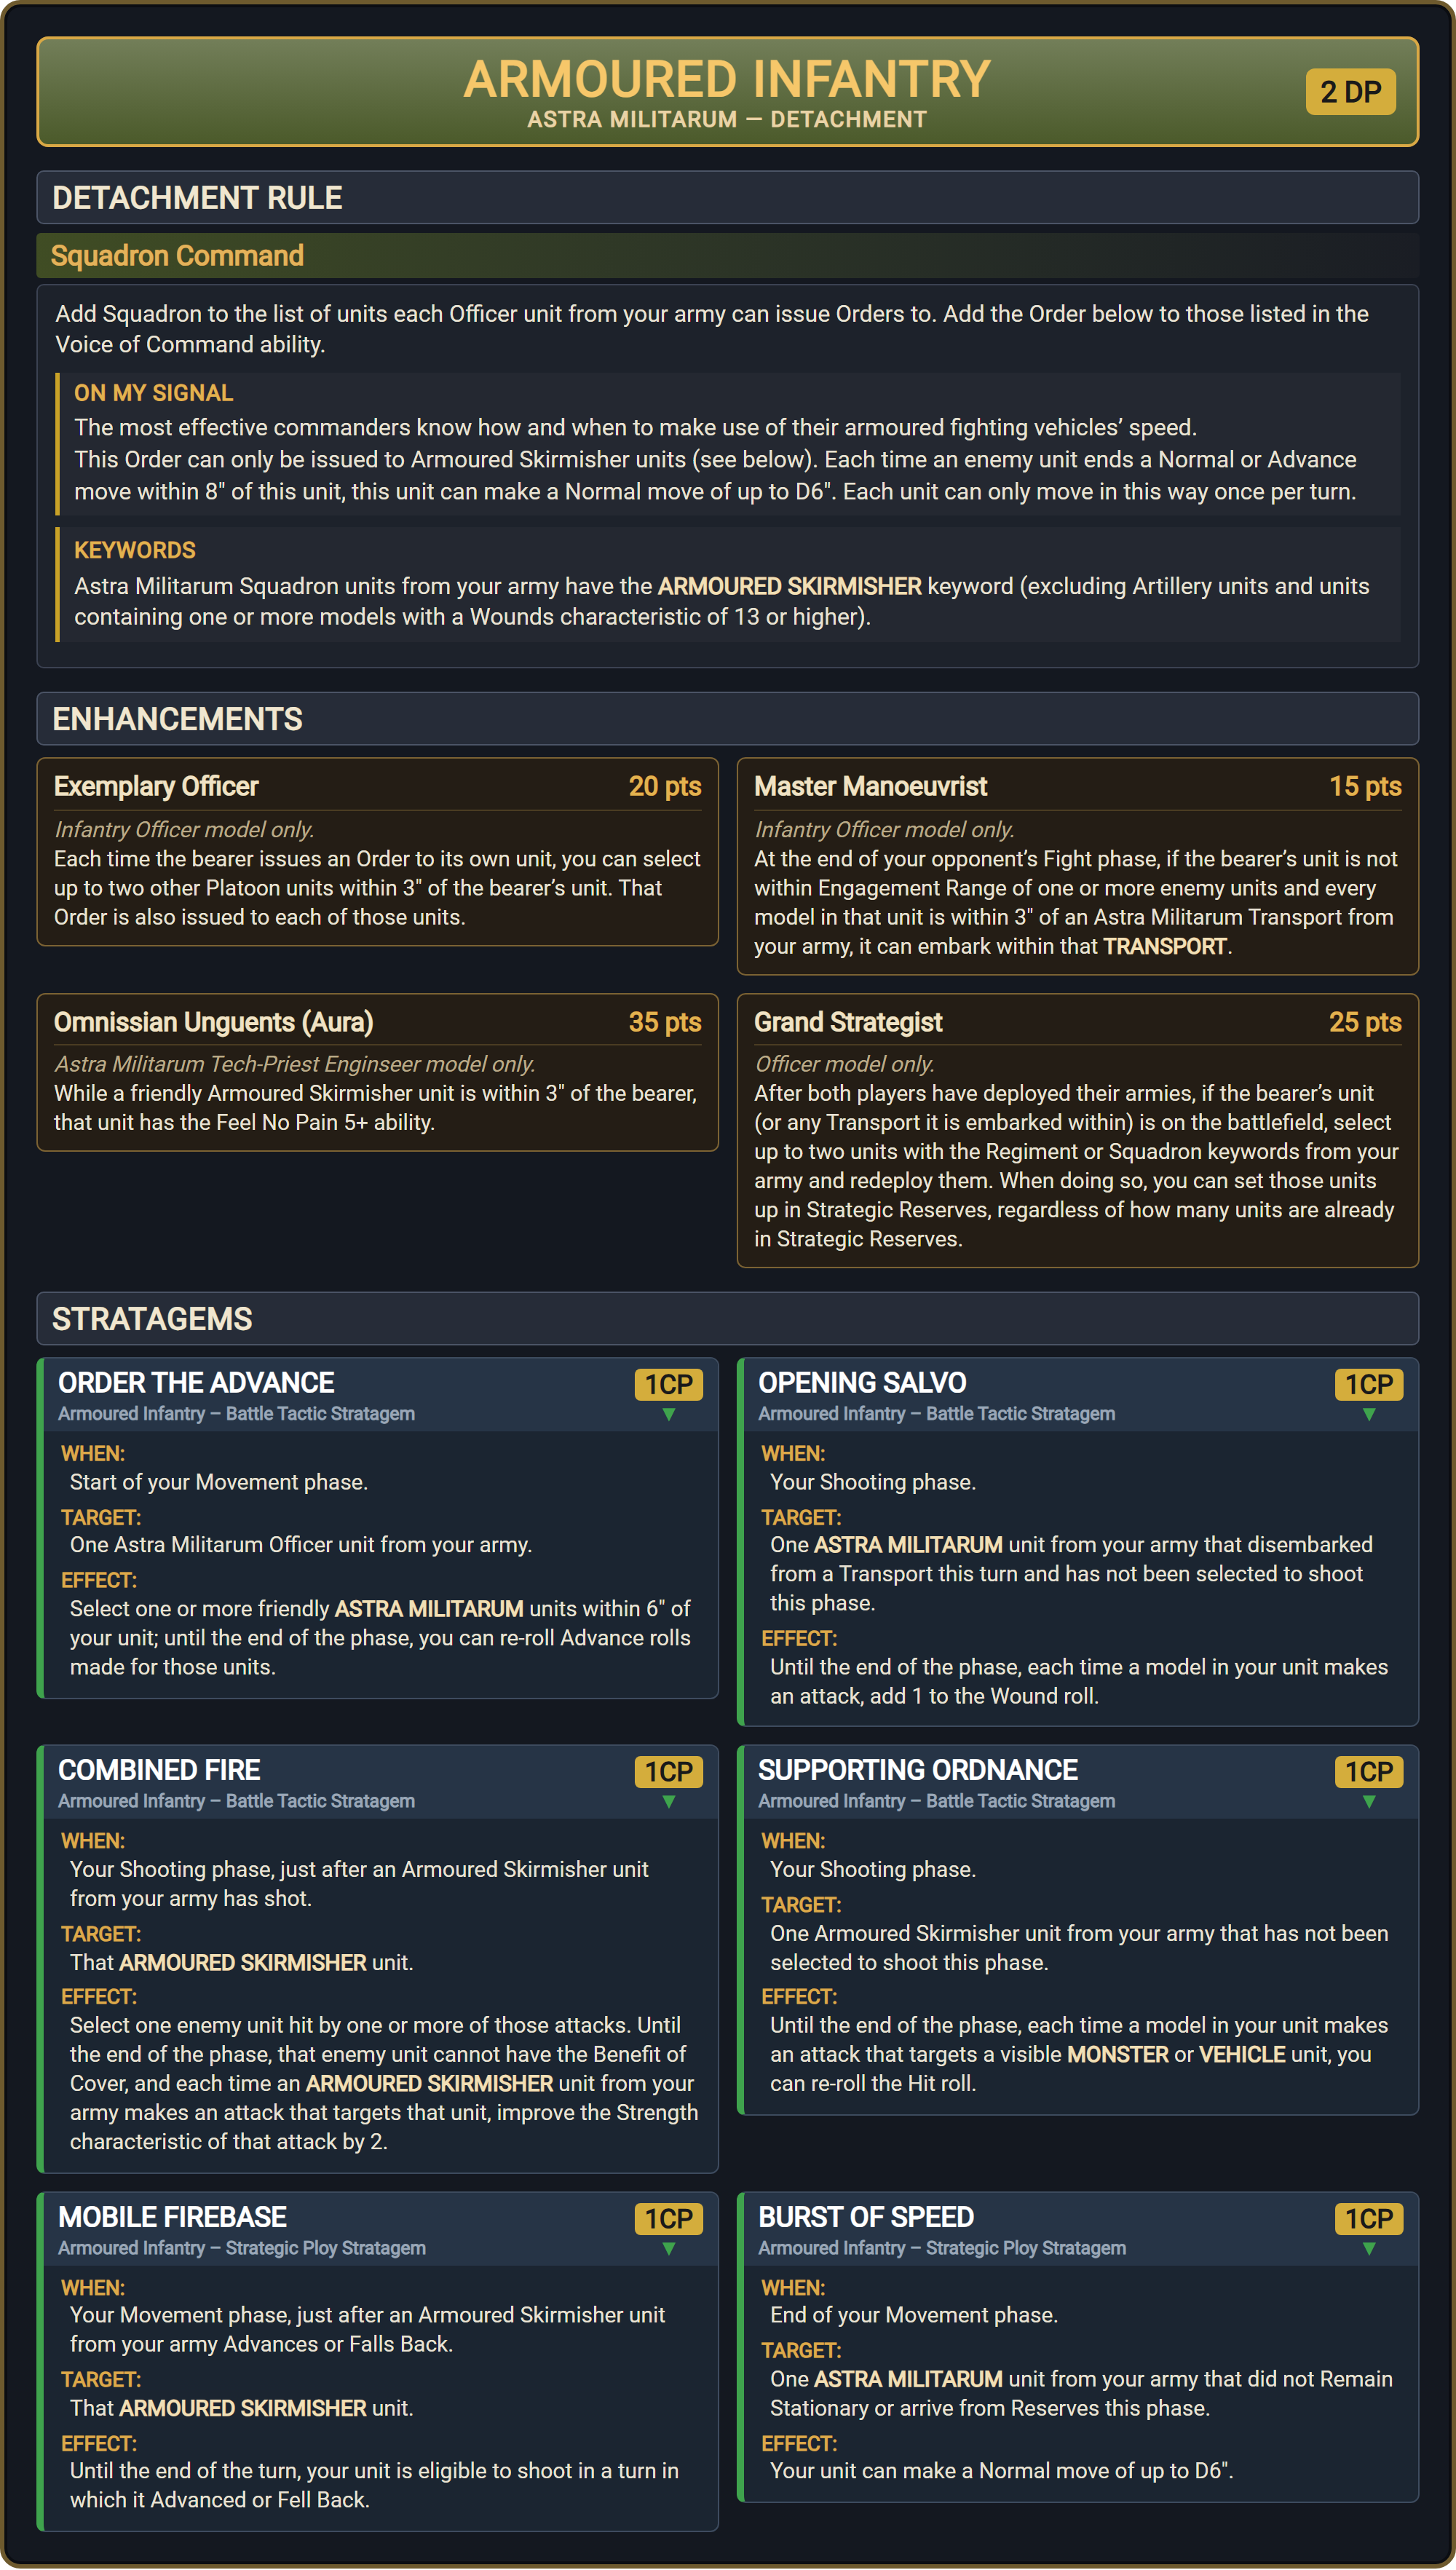 ARMOURED INFANTRY
ASTRA MILITARUM — DETACHMENT
2 DP
DETACHMENT RULE
Squadron Command
Add Squadron to the list of units each Officer unit from your army can issue Orders to. Add the Order below to those listed in the
Voice of Command ability.
ON MY SIGNAL
The most effective commanders know how and when to make use of their armoured fighting vehicles’ speed.
This Order can only be issued to Armoured Skirmisher units (see below). Each time an enemy unit ends a Normal or Advance
move within 8" of this unit, this unit can make a Normal move of up to D6". Each unit can only move in this way once per turn.
KEYWORDS
Astra Militarum Squadron units from your army have the ARMOURED SKIRMISHER keyword (excluding Artillery units and units
containing one or more models with a Wounds characteristic of 13 or higher).
ENHANCEMENTS
Exemplary Officer
20 pts
Infantry Officer model only.
Each time the bearer issues an Order to its own unit, you can select
up to two other Platoon units within 3" of the bearer’s unit. That
Order is also issued to each of those units.
Master Manoeuvrist
15 pts
Infantry Officer model only.
At the end of your opponent’s Fight phase, if the bearer’s unit is not
within Engagement Range of one or more enemy units and every
model in that unit is within 3" of an Astra Militarum Transport from
your army, it can embark within that TRANSPORT.
Omnissian Unguents (Aura)
35 pts
Astra Militarum Tech-Priest Enginseer model only.
While a friendly Armoured Skirmisher unit is within 3" of the bearer,
that unit has the Feel No Pain 5+ ability.
Grand Strategist
25 pts
Officer model only.
After both players have deployed their armies, if the bearer’s unit
(or any Transport it is embarked within) is on the battlefield, select
up to two units with the Regiment or Squadron keywords from your
army and redeploy them. When doing so, you can set those units
up in Strategic Reserves, regardless of how many units are already
in Strategic Reserves.
STRATAGEMS
ORDER THE ADVANCE
1CP
Armoured Infantry – Battle Tactic Stratagem
▼
WHEN:
Start of your Movement phase.
TARGET:
One Astra Militarum Officer unit from your army.
EFFECT:
Select one or more friendly ASTRA MILITARUM units within 6" of
your unit; until the end of the phase, you can re-roll Advance rolls
made for those units.
OPENING SALVO
1CP
Armoured Infantry – Battle Tactic Stratagem
▼
WHEN:
Your Shooting phase.
TARGET:
One ASTRA MILITARUM unit from your army that disembarked
from a Transport this turn and has not been selected to shoot
this phase.
EFFECT:
Until the end of the phase, each time a model in your unit makes
an attack, add 1 to the Wound roll.
COMBINED FIRE
1CP
Armoured Infantry – Battle Tactic Stratagem
▼
WHEN:
Your Shooting phase, just after an Armoured Skirmisher unit
from your army has shot.
TARGET:
That ARMOURED SKIRMISHER unit.
EFFECT:
Select one enemy unit hit by one or more of those attacks. Until
the end of the phase, that enemy unit cannot have the Benefit of
Cover, and each time an ARMOURED SKIRMISHER unit from your
army makes an attack that targets that unit, improve the Strength
characteristic of that attack by 2.
SUPPORTING ORDNANCE
1CP
Armoured Infantry – Battle Tactic Stratagem
▼
WHEN:
Your Shooting phase.
TARGET:
One Armoured Skirmisher unit from your army that has not been
selected to shoot this phase.
EFFECT:
Until the end of the phase, each time a model in your unit makes
an attack that targets a visible MONSTER or VEHICLE unit, you
can re-roll the Hit roll.
MOBILE FIREBASE
1CP
Armoured Infantry – Strategic Ploy Stratagem
▼
WHEN:
Your Movement phase, just after an Armoured Skirmisher unit
from your army Advances or Falls Back.
TARGET:
That ARMOURED SKIRMISHER unit.
EFFECT:
Until the end of the turn, your unit is eligible to shoot in a turn in
which it Advanced or Fell Back.
BURST OF SPEED
1CP
Armoured Infantry – Strategic Ploy Stratagem
▼
WHEN:
End of your Movement phase.
TARGET:
One ASTRA MILITARUM unit from your army that did not Remain
Stationary or arrive from Reserves this phase.
EFFECT:
Your unit can make a Normal move of up to D6".